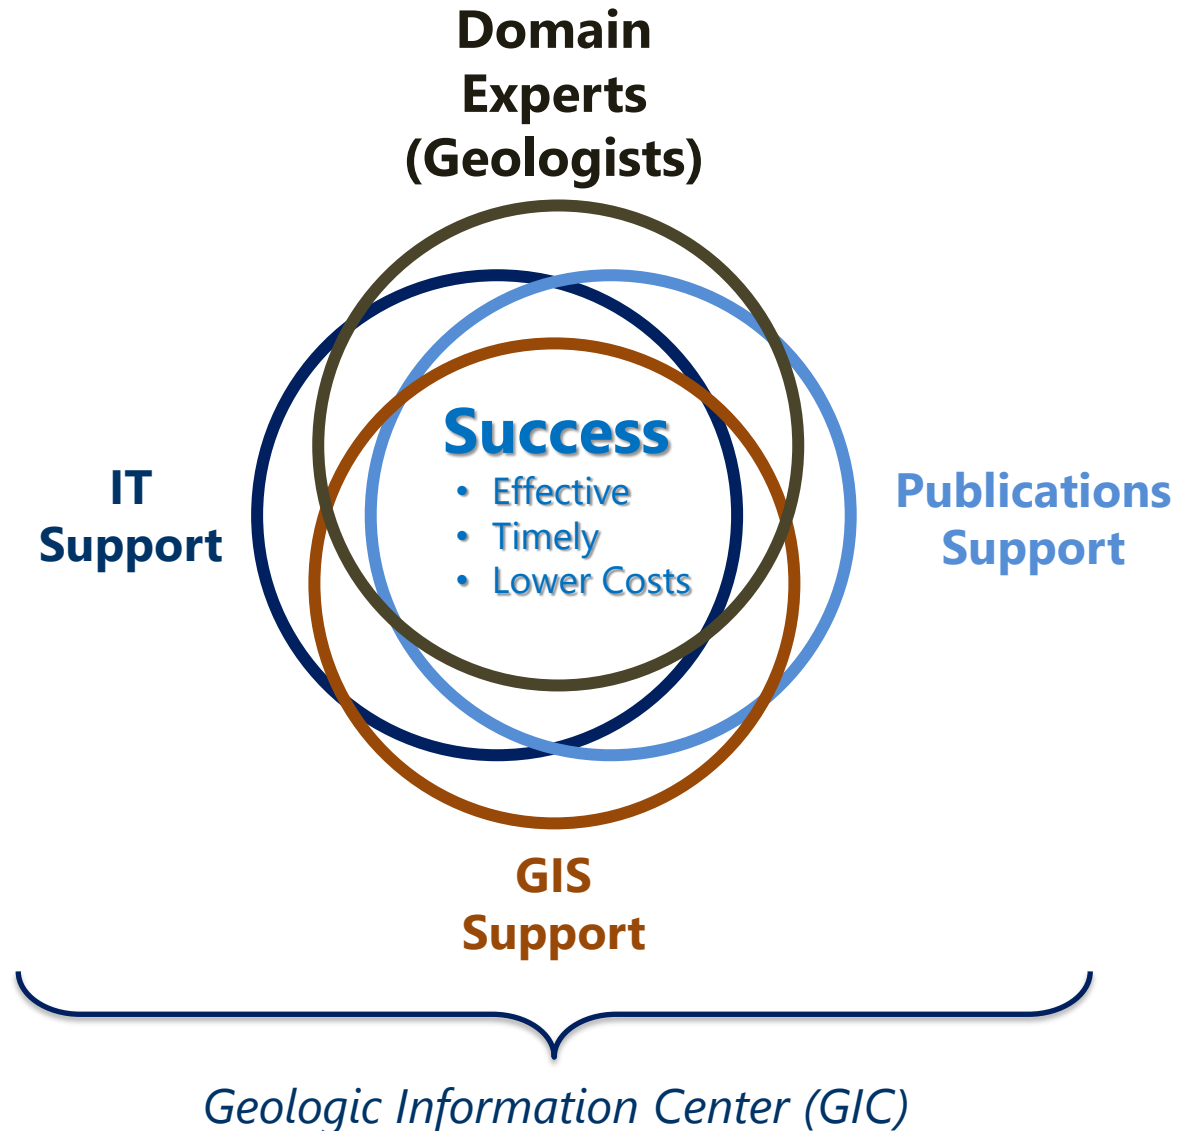 Domain
Experts
(Geologists)
Success
• Effective
• Timely
• Lower Costs
IT
Support
Publications
Support
GIS
Support
Geologic Information Center (GIC)